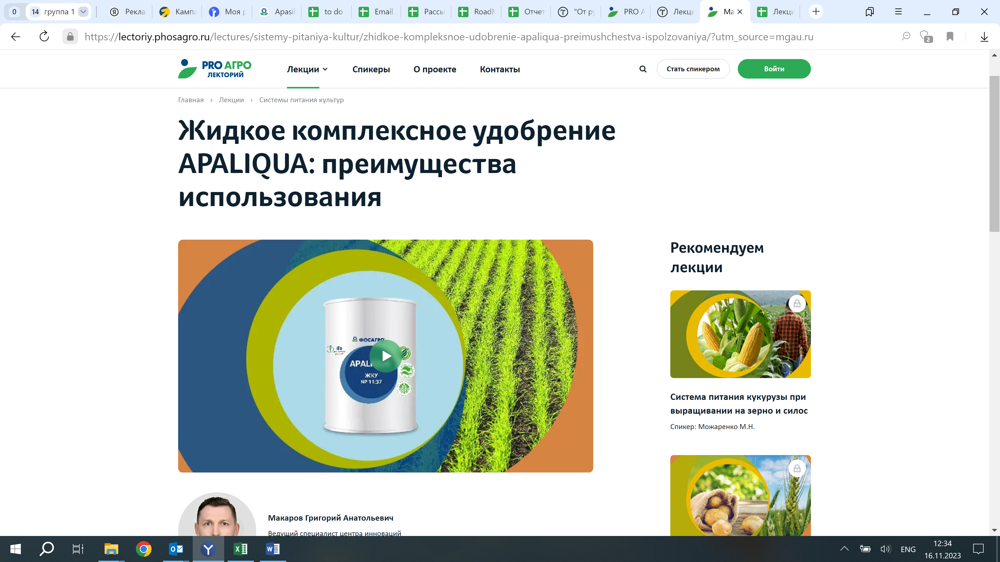 0
14 группа 1
Рекла
Кампа
Моя р
Apasil
to do
Email
Рассы
RoadM
Отчет
"От ру
PRO А
Лекци
Ма
Лекци
https://lectoriy.phosagro.ru/lectures/sistemy-pitaniya-kultur/zhidkoe-kompleksnoe-udobrenie-apaliqua-preimushchestva-ispolzovaniya/?utm_source=mgau.ru
2
PRO АГРО
ЛЕКТОРИЙ
Лекции
Спикеры
О проекте
Контакты
Стать спикером
Войти
Главная › Лекции › Системы питания культур
Жидкое комплексное удобрение
APALIQUA: преимущества
использования
ФОСАГРО
ifa
APALI
ЖКУ
NP 11:37
Рекомендуем
лекции
Система питания кукурузы при
выращивании на зерно и силос
Спикер: Можаренко М.Н.
Макаров Григорий Анатольевич
Ведущий специалист центра инноваций
ENG
12:34
16.11.2023